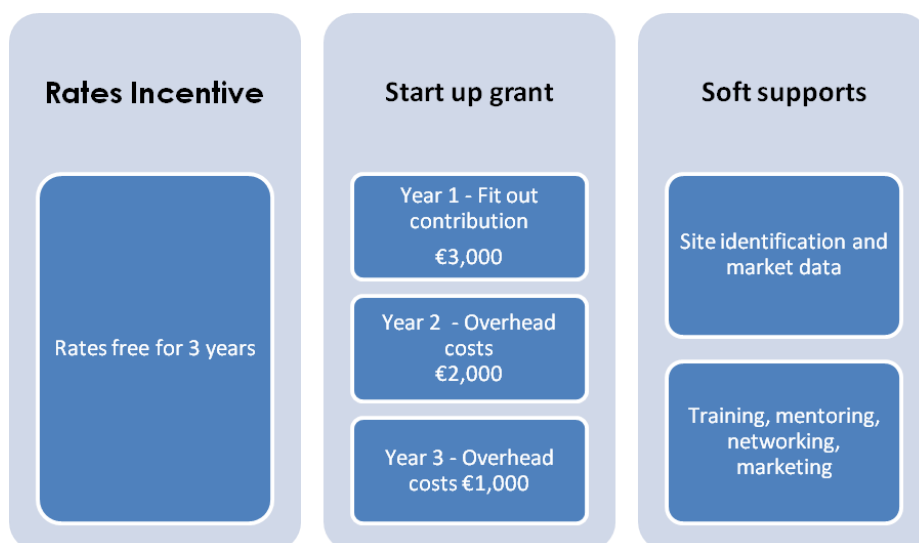 Rates Incentive
Rates free for 3 years
Start up grant
Year 1 - Fit out
contribution
€3,000
Year 2 - Overhead
costs
€2,000
Year 3 - Overhead
costs €1,000
Soft supports
Site identification and
market data
Training, mentoring,
networking,
marketing